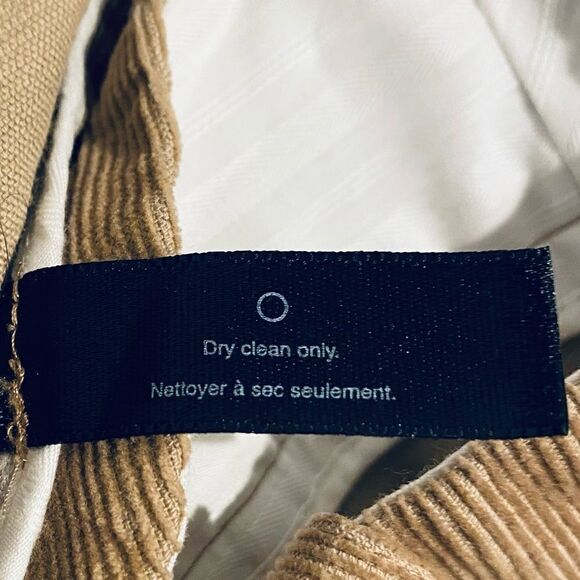 Dry clean only.
Nettoyer à sec seulement.